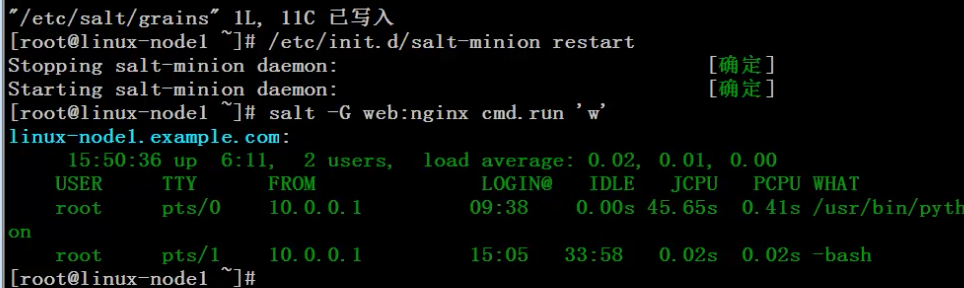 "/etc/salt/grains" 1L, 11C 已写入
[root@linux-node1 ~]# /etc/init.d/salt-minion restart
Stopping salt-minion daemon: [确定]
Starting salt-minion daemon: [确定]
[root@linux-node1 ~]# salt -G web:nginx cmd.run 'w'
linux-node1.example.com:
15:50:36 up 6:11, 2 users, load average: 0.02, 0.01, 0.00
USER TTY FROM LOGIN@ IDLE JCPU PCPU WHAT
root pts/0 10.0.0.1 09:38 0.00s 45.65s 0.41s /usr/bin/pyth
on
root pts/1 10.0.0.1 15:05 33:58 0.02s 0.02s -bash
[root@linux-node1 ~]#